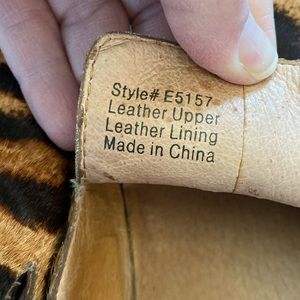 Style# E5157
Leather Upper
Leather Lining
Made in China